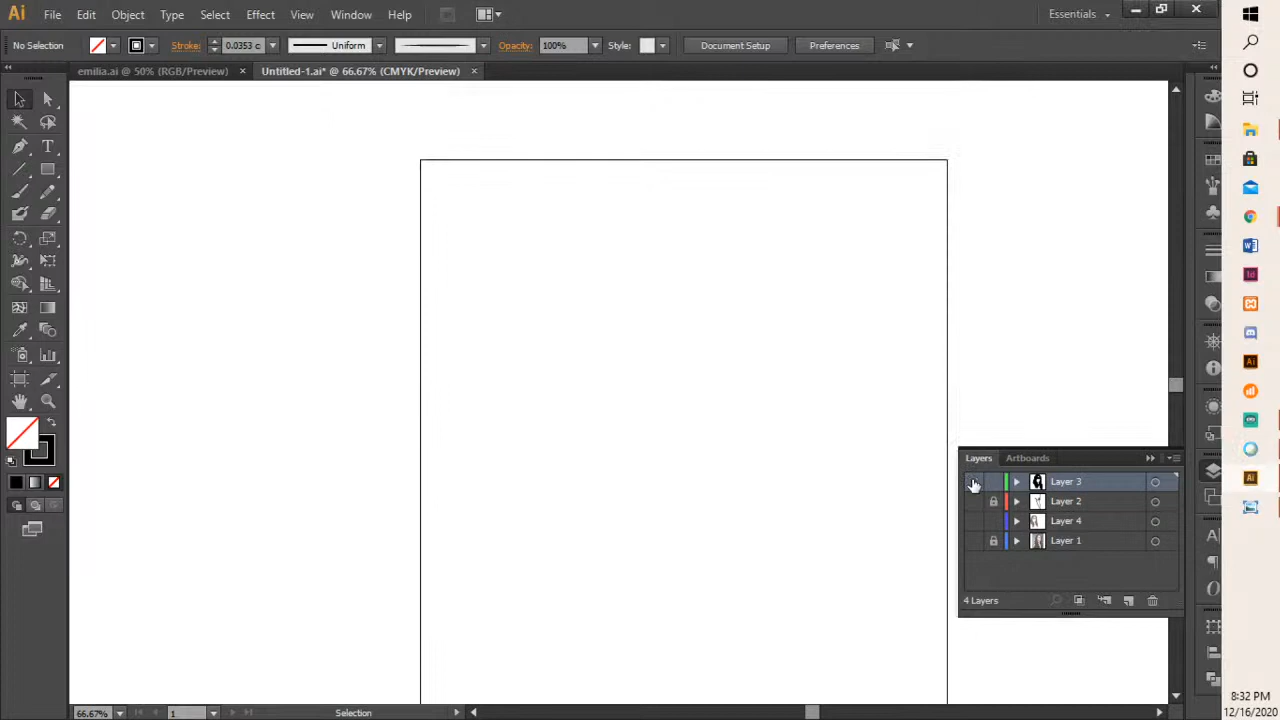 Ai File Edit Object Type Select Effect View Window Help Essentials
No Selection Stroke: 0.0353 c Uniform Opacity: 100% Style: Document Setup Preferences
emilia.ai @ 50% (RGB/Preview) × Untitled-1.ai* @ 66.67% (CMYK/Preview) ×
Layers Artboards
Layer 3
Layer 2
Layer 4
Layer 1
4 Layers
66.67% 1 Selection
8:32 PM
12/16/2020